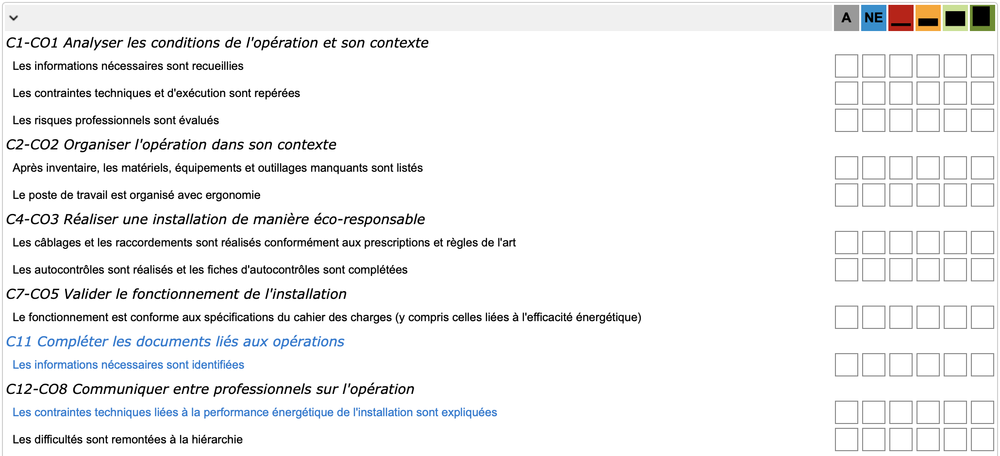 A NE
C1-CO1 Analyser les conditions de l'opération et son contexte
Les informations nécessaires sont recueillies
Les contraintes techniques et d'exécution sont repérées
Les risques professionnels sont évalués
C2-CO2 Organiser l'opération dans son contexte
Après inventaire, les matériels, équipements et outillages manquants sont listés
Le poste de travail est organisé avec ergonomie
C4-CO3 Réaliser une installation de manière éco-responsable
Les câblages et les raccordements sont réalisés conformément aux prescriptions et règles de l'art
Les autocontrôles sont réalisés et les fiches d'autocontrôles sont complétées
C7-CO5 Valider le fonctionnement de l'installation
Le fonctionnement est conforme aux spécifications du cahier des charges (y compris celles liées à l'efficacité énergétique)
C11 Compléter les documents liés aux opérations
Les informations nécessaires sont identifiées
C12-CO8 Communiquer entre professionnels sur l'opération
Les contraintes techniques liées à la performance énergétique de l'installation sont expliquées
Les difficultés sont remontées à la hiérarchie